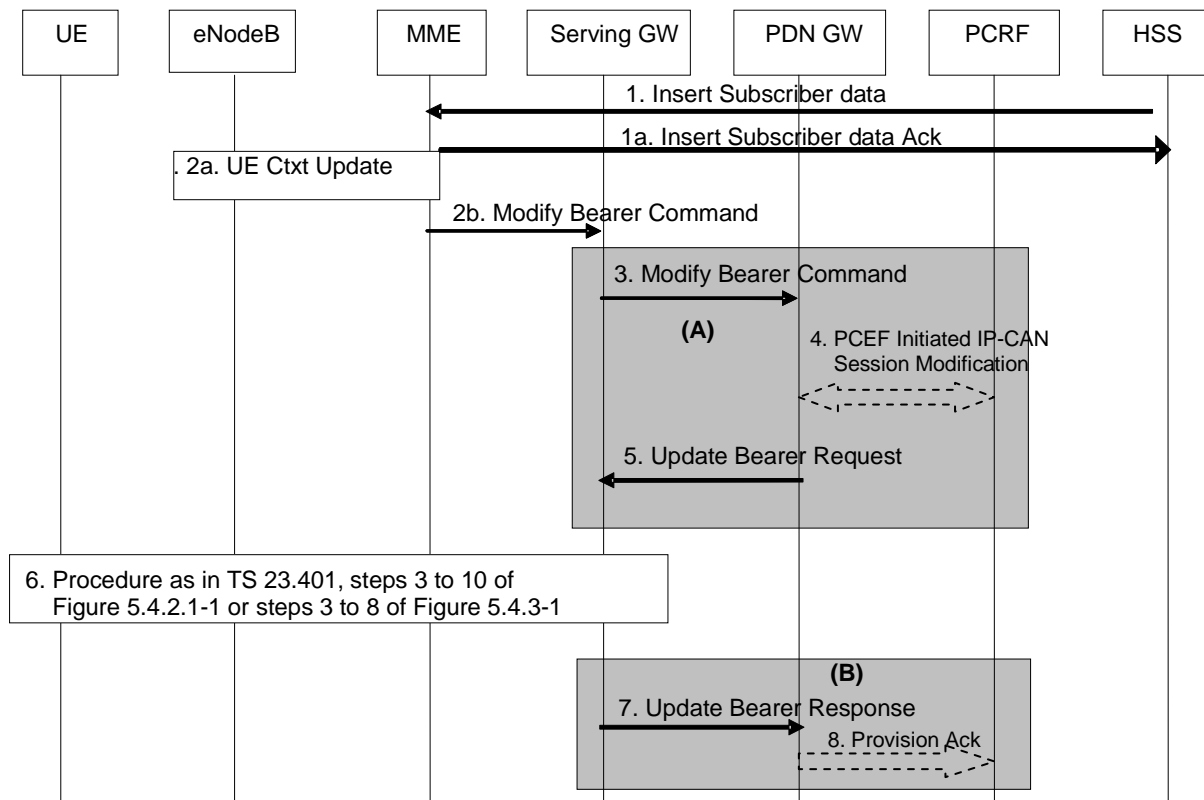 UE
eNodeB
MME
Serving GW
PDN GW
PCRF
HSS
1. Insert Subscriber data
1a. Insert Subscriber data Ack
. 2a. UE Ctxt Update
2b. Modify Bearer Command
3. Modify Bearer Command
(A)
4. PCEF Initiated IP-CAN
Session Modification
5. Update Bearer Request
6. Procedure as in TS 23.401, steps 3 to 10 of
Figure 5.4.2.1-1 or steps 3 to 8 of Figure 5.4.3-1
(B)
7. Update Bearer Response
8. Provision Ack